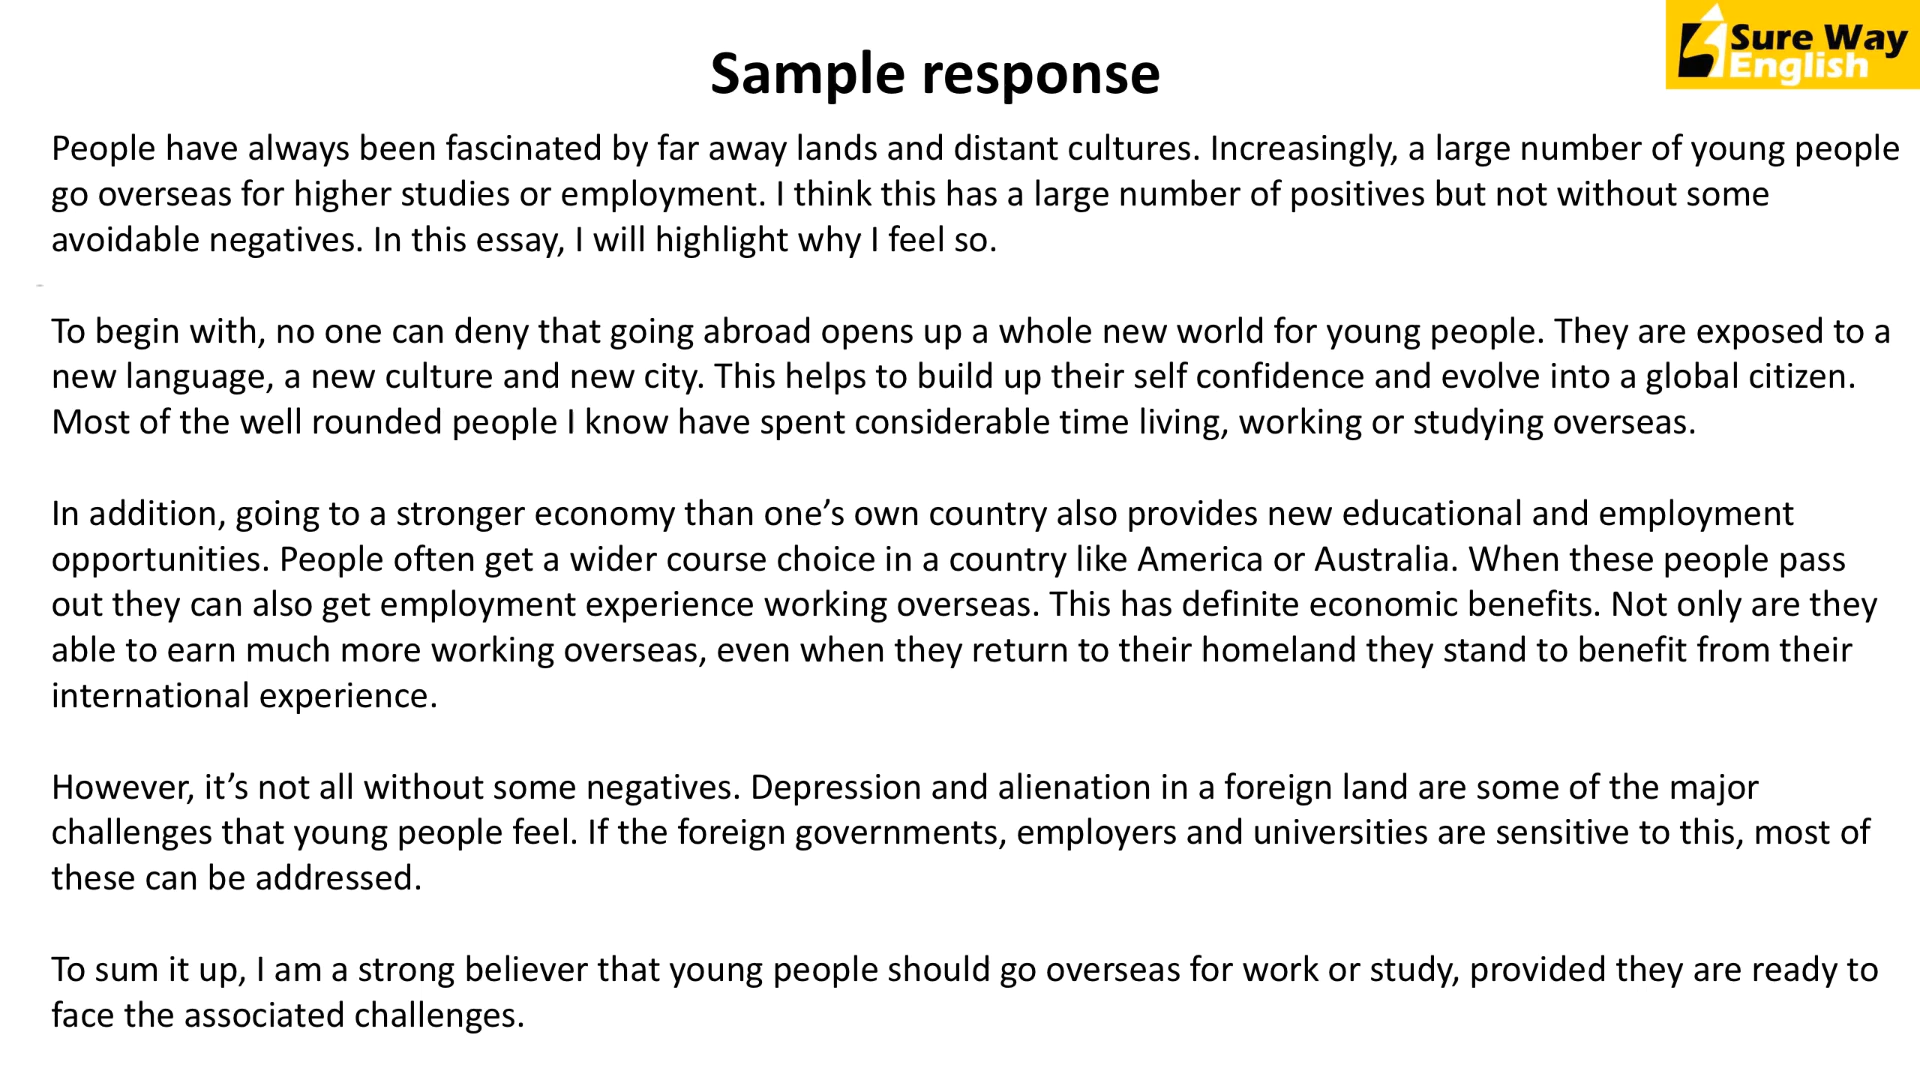 Sure Way
English
Sample response
People have always been fascinated by far away lands and distant cultures. Increasingly, a large number of young people
go overseas for higher studies or employment. I think this has a large number of positives but not without some
avoidable negatives. In this essay, I will highlight why I feel so.
To begin with, no one can deny that going abroad opens up a whole new world for young people. They are exposed to a
new language, a new culture and new city. This helps to build up their self confidence and evolve into a global citizen.
Most of the well rounded people I know have spent considerable time living, working or studying overseas.
In addition, going to a stronger economy than one’s own country also provides new educational and employment
opportunities. People often get a wider course choice in a country like America or Australia. When these people pass
out they can also get employment experience working overseas. This has definite economic benefits. Not only are they
able to earn much more working overseas, even when they return to their homeland they stand to benefit from their
international experience.
However, it’s not all without some negatives. Depression and alienation in a foreign land are some of the major
challenges that young people feel. If the foreign governments, employers and universities are sensitive to this, most of
these can be addressed.
To sum it up, I am a strong believer that young people should go overseas for work or study, provided they are ready to
face the associated challenges.